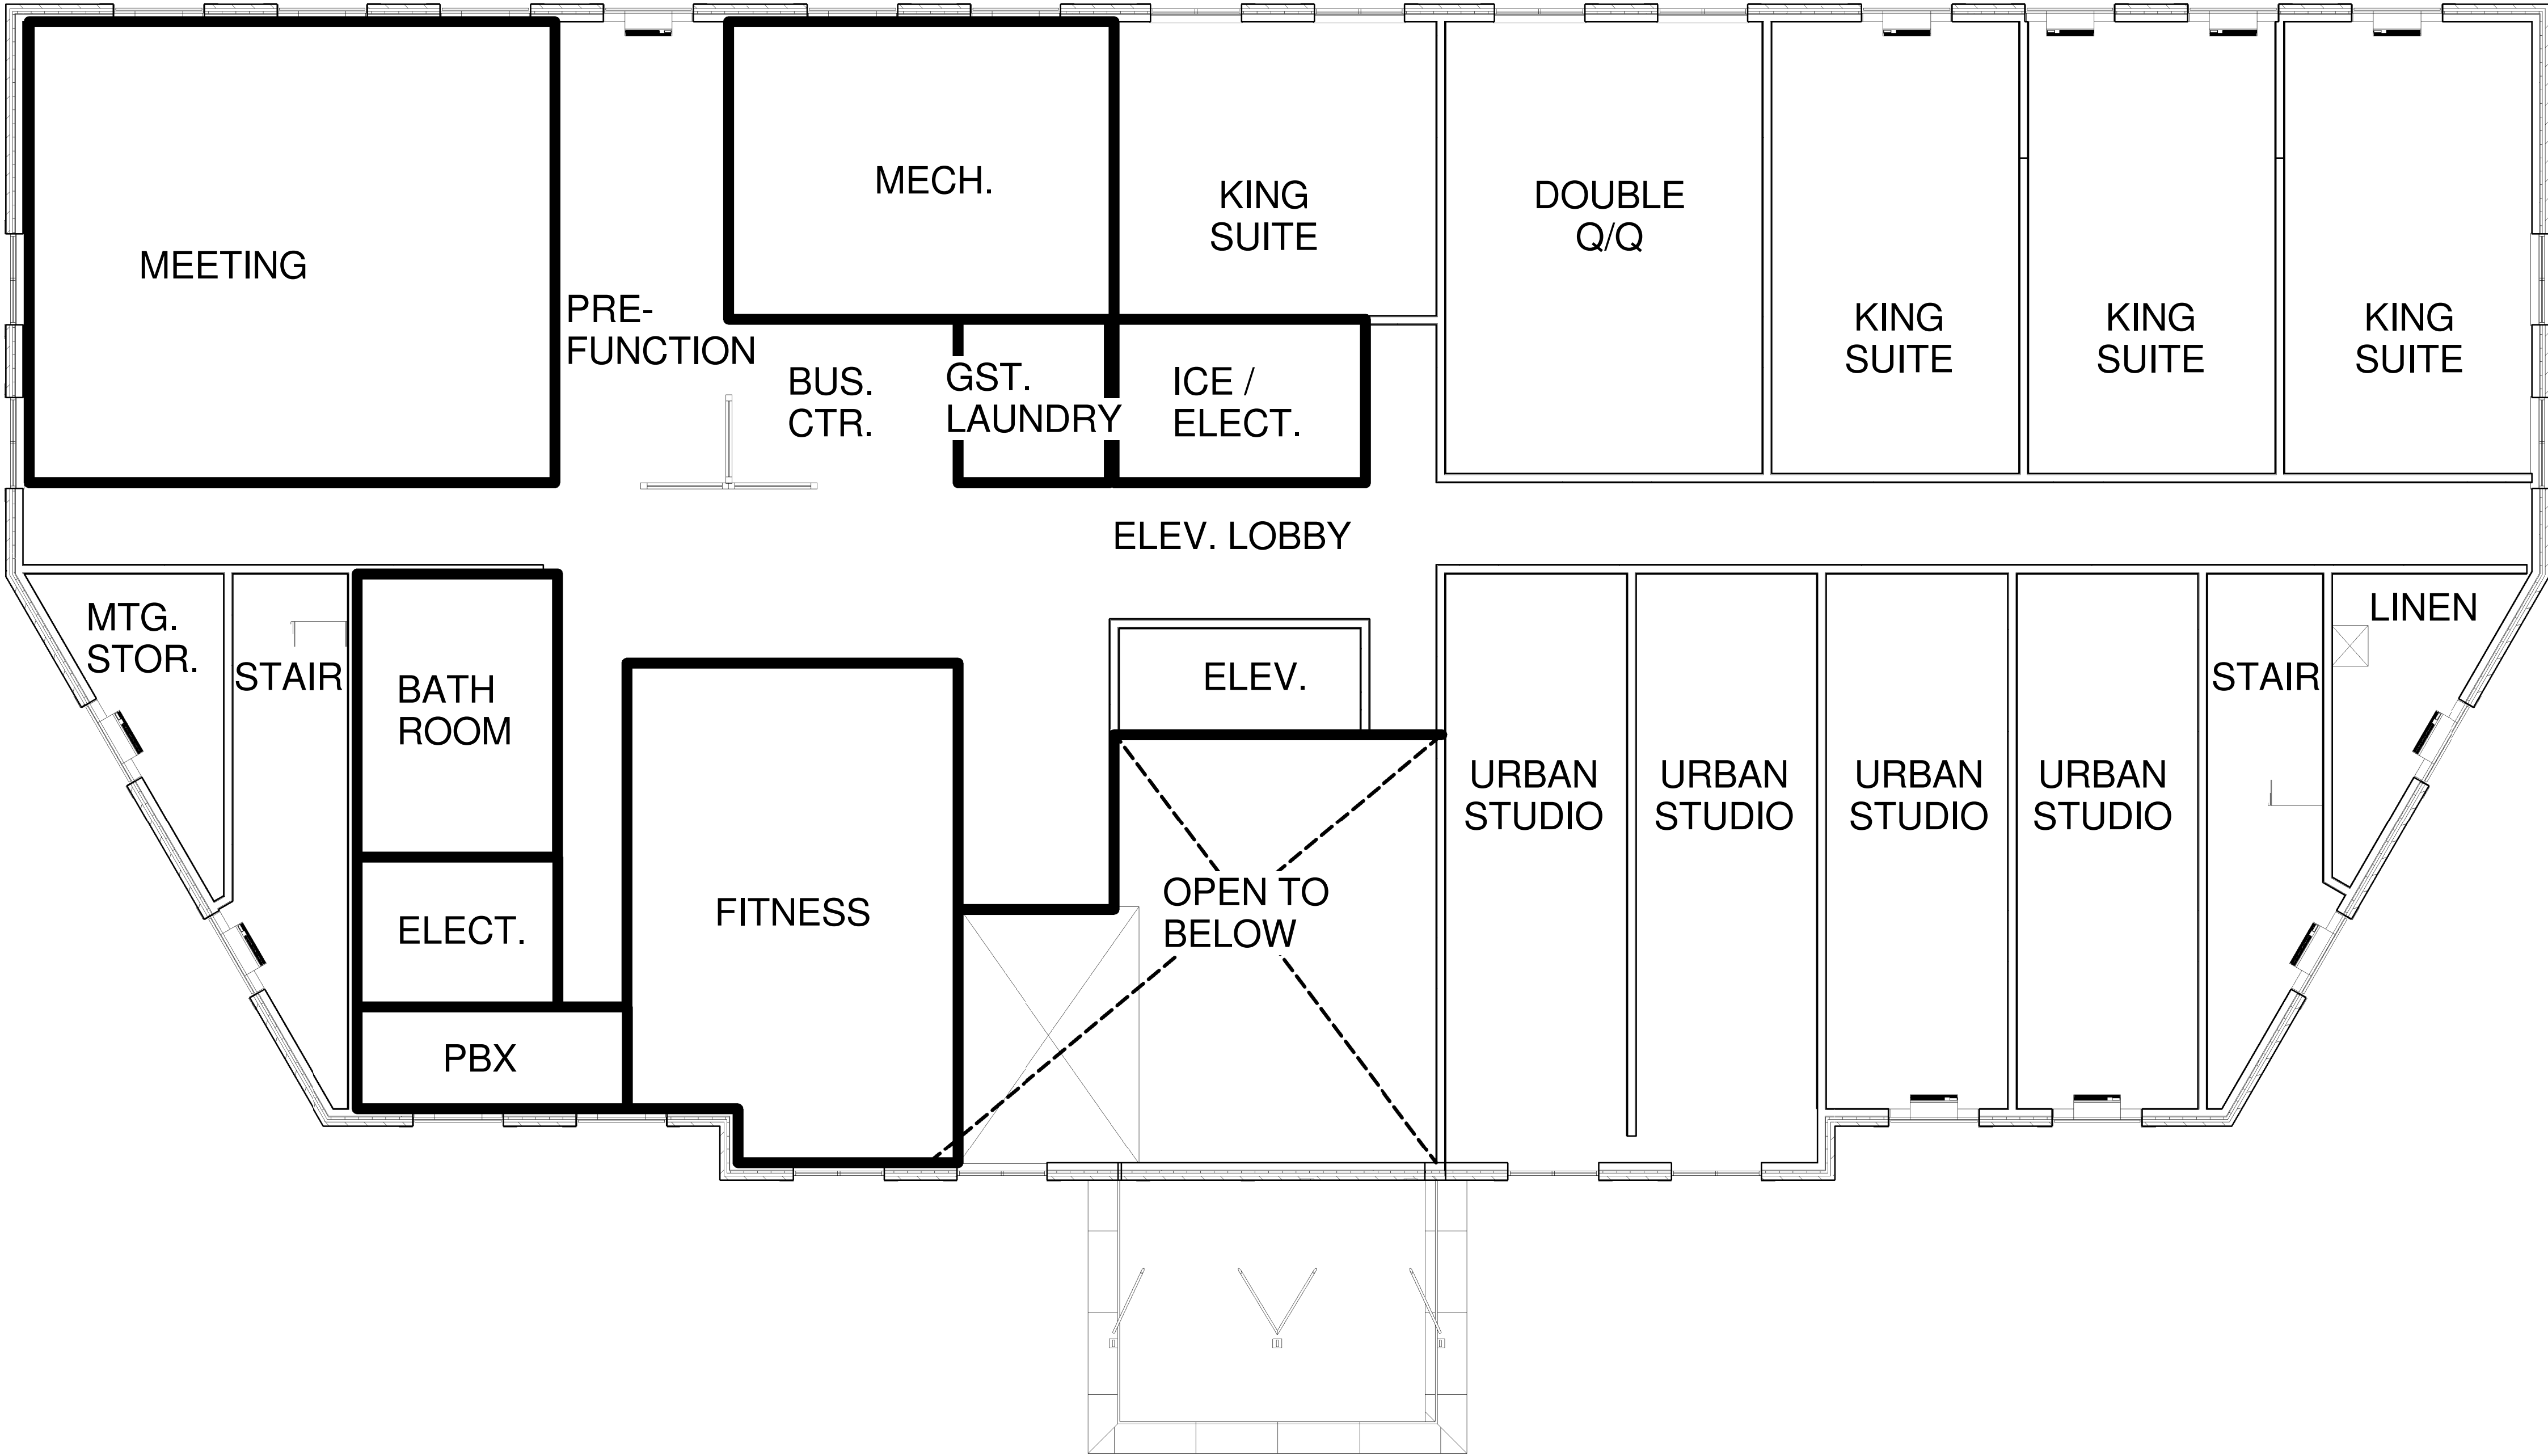 MEETING
PRE-
FUNCTION
MECH.
BUS.
CTR.
GST.
LAUNDRY
ICE /
ELECT.
KING
SUITE
DOUBLE
Q/Q
KING
SUITE
KING
SUITE
KING
SUITE
ELEV. LOBBY
MTG.
STOR.
STAIR
BATH
ROOM
ELECT.
PBX
FITNESS
ELEV.
OPEN TO
BELOW
URBAN
STUDIO
URBAN
STUDIO
URBAN
STUDIO
URBAN
STUDIO
STAIR
LINEN